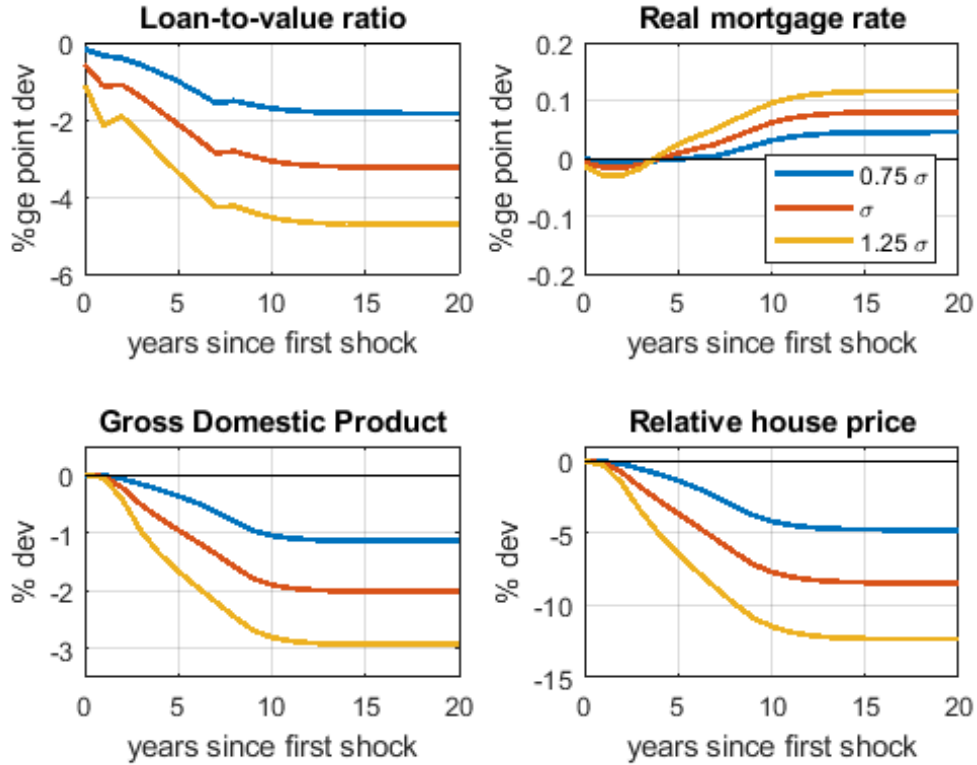 Loan-to-value ratio
%ge point dev
0
-2
-4
-6
0 5 10 15 20
years since first shock
Real mortgage rate
%ge point dev
0.2
0.1
0
-0.1
-0.2
0.75 σ
σ
1.25 σ
0 5 10 15 20
years since first shock
Gross Domestic Product
% dev
0
-1
-2
-3
0 5 10 15 20
years since first shock
Relative house price
% dev
0
-5
-10
-15
0 5 10 15 20
years since first shock